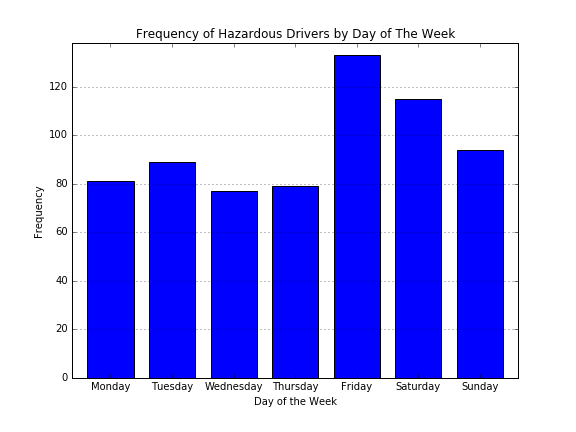 Frequency of Hazardous Drivers by Day of The Week
120
100
80
60
40
20
0
Frequency
Monday Tuesday Wednesday Thursday Friday Saturday Sunday
Day of the Week